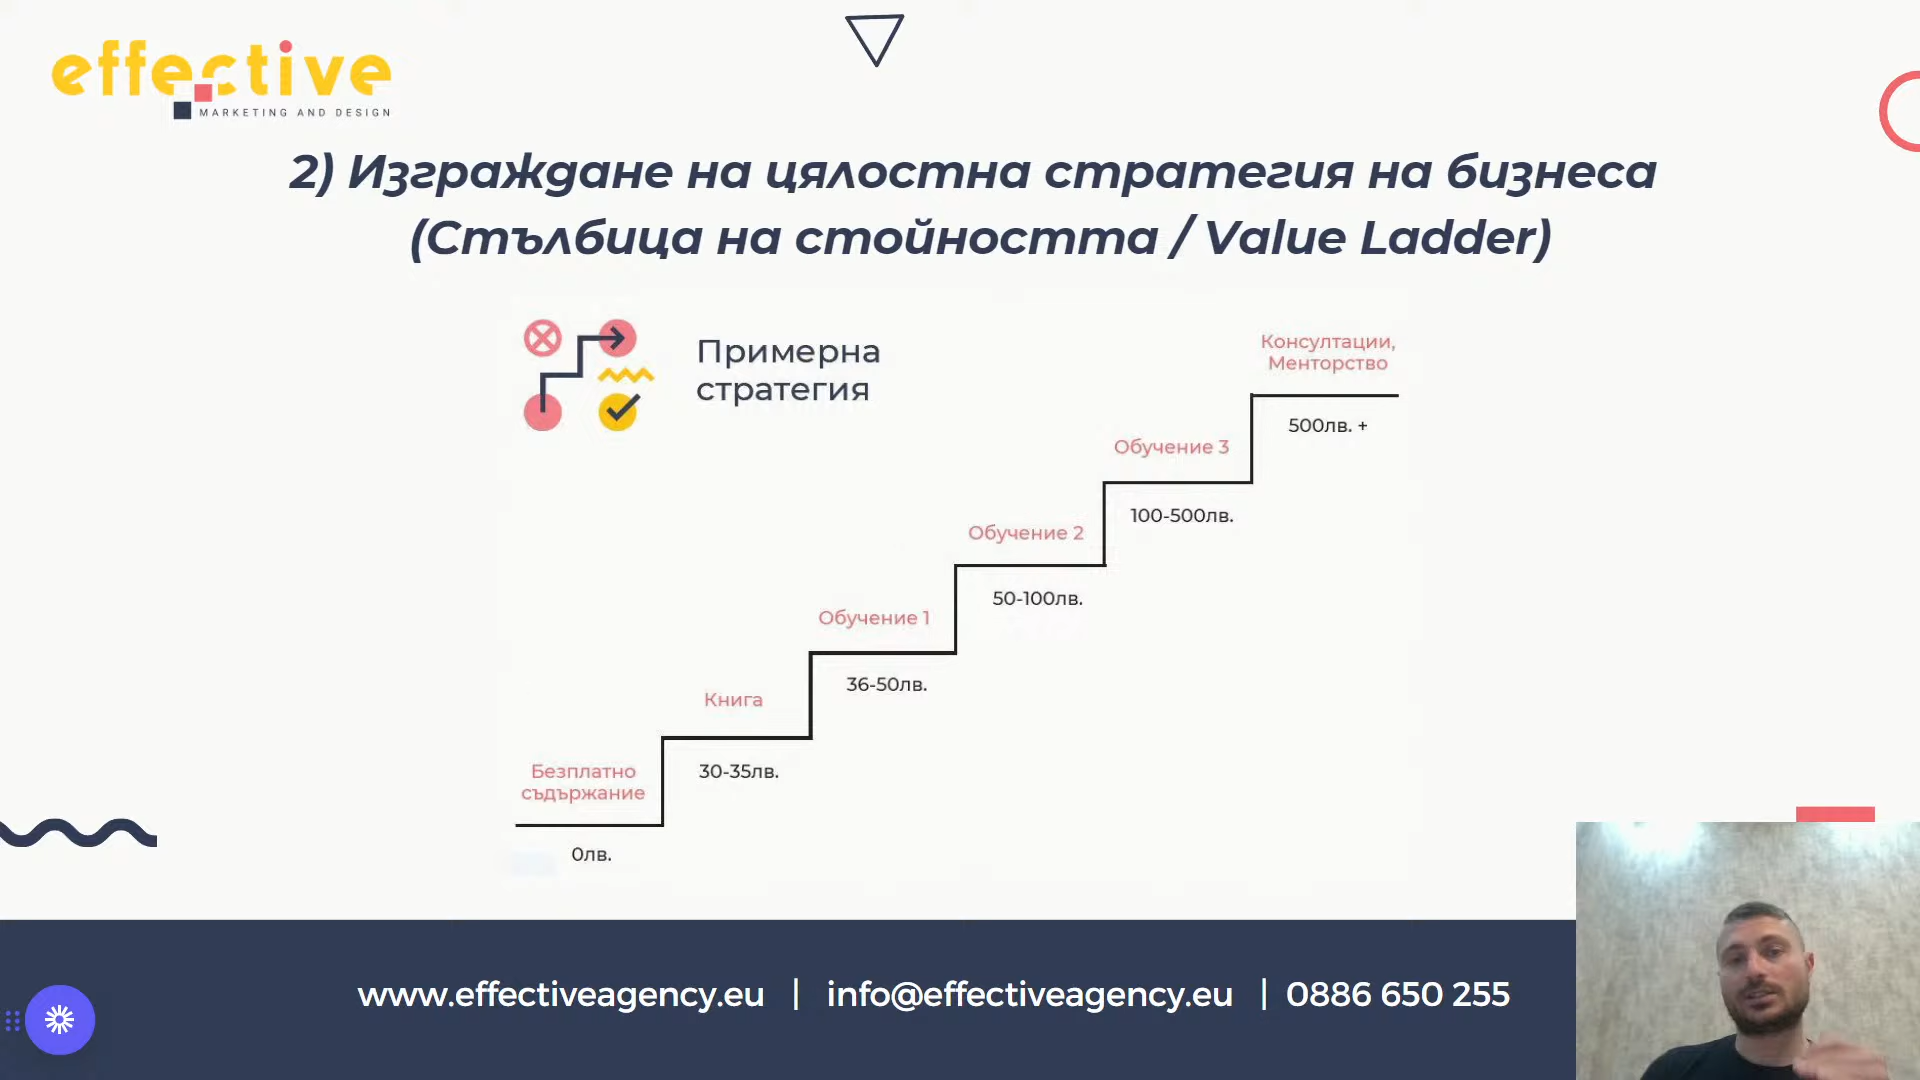 effective
MARKETING AND DESIGN
2) Изграждане на цялостна стратегия на бизнеса
(Стълбица на стойността / Value Ladder)
Примерна
стратегия
Консултации,
Менторство
500лв. +
Обучение 3
100-500лв.
Обучение 2
50-100лв.
Обучение 1
36-50лв.
Книга
30-35лв.
Безплатно
съдържание
0лв.
www.effectiveagency.eu | info@effectiveagency.eu | 0886 650 255